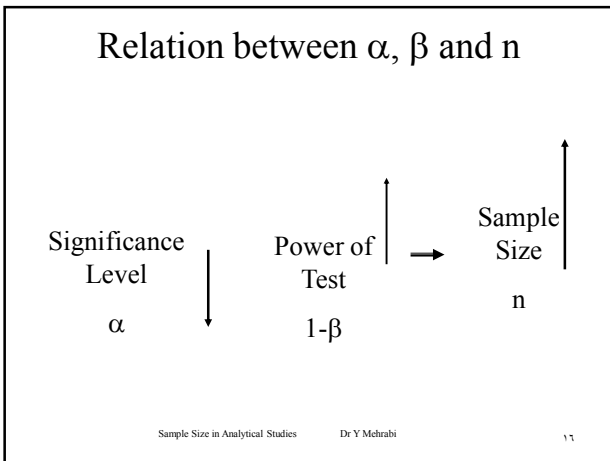 Relation between α, β and n
Significance
Level
α
Power of
Test
1-β
Sample
Size
n
Sample Size in Analytical Studies Dr Y Mehrabi ١٦